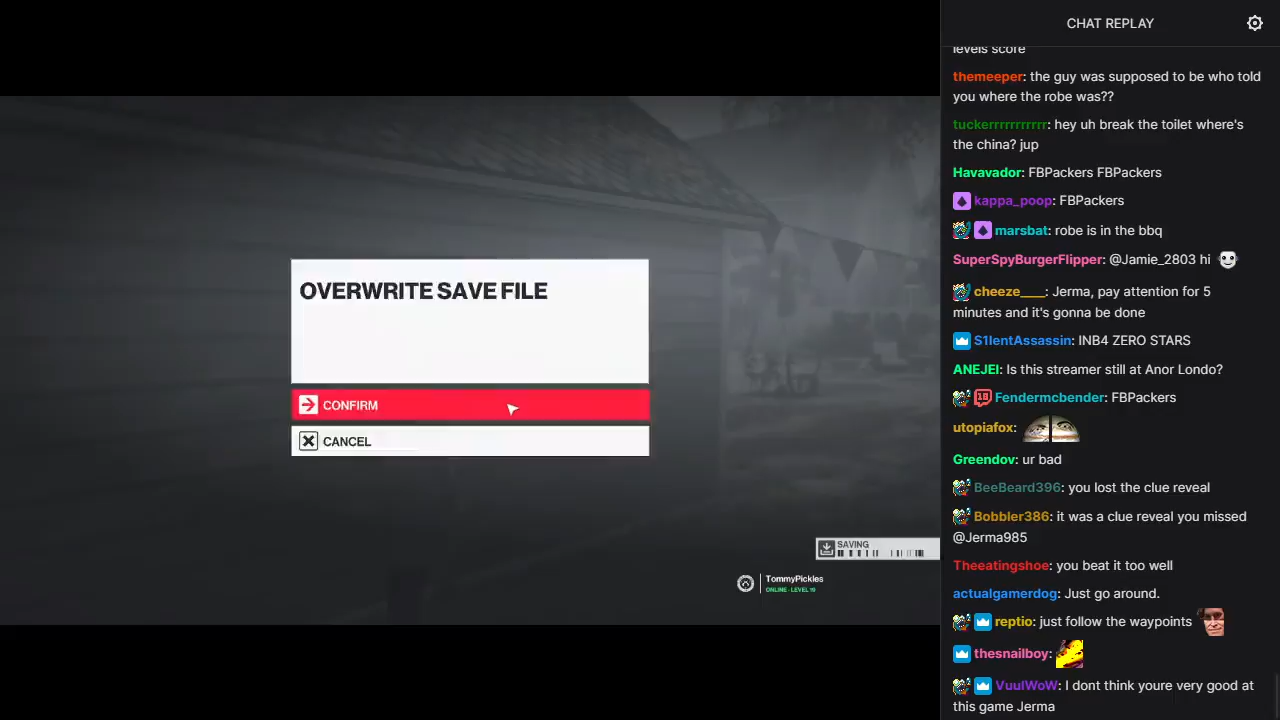 OVERWRITE SAVE FILE
CONFIRM
CANCEL
SAVING
TommyPickles
ONLINE - LEVEL 19
CHAT REPLAY
levels score
themeeper: the guy was supposed to be who told
you where the robe was??
tuckerrrrrrrrrrr: hey uh break the toilet where's
the china? jup
Havavador: FBPackers FBPackers
kappa_poop: FBPackers
marsbat: robe is in the bbq
SuperSpyBurgerFlipper: @Jamie_2803 hi
cheeze____: Jerma, pay attention for 5
minutes and it's gonna be done
S1lentAssassin: INB4 ZERO STARS
ANEJEI: Is this streamer still at Anor Londo?
Fendermcbender: FBPackers
utopiafox:
Greendov: ur bad
BeeBeard396: you lost the clue reveal
Bobbler386: it was a clue reveal you missed
@Jerma985
Theeatingshoe: you beat it too well
actualgamerdog: Just go around.
reptio: just follow the waypoints
thesnailboy:
VuulWoW: I dont think youre very good at
this game Jerma